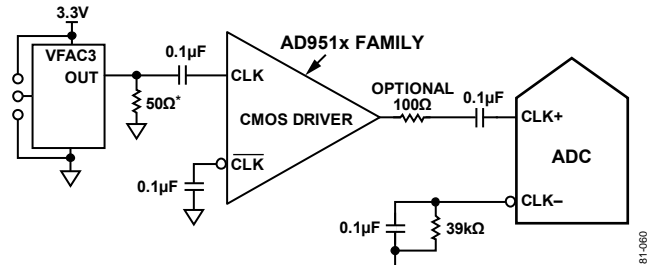 3.3V
VFAC3
OUT
0.1µF
50Ω*
AD951x FAMILY
CLK
CMOS DRIVER
CLK
0.1µF
OPTIONAL
100Ω
0.1µF
CLK+
ADC
CLK–
0.1µF
39kΩ
81-060